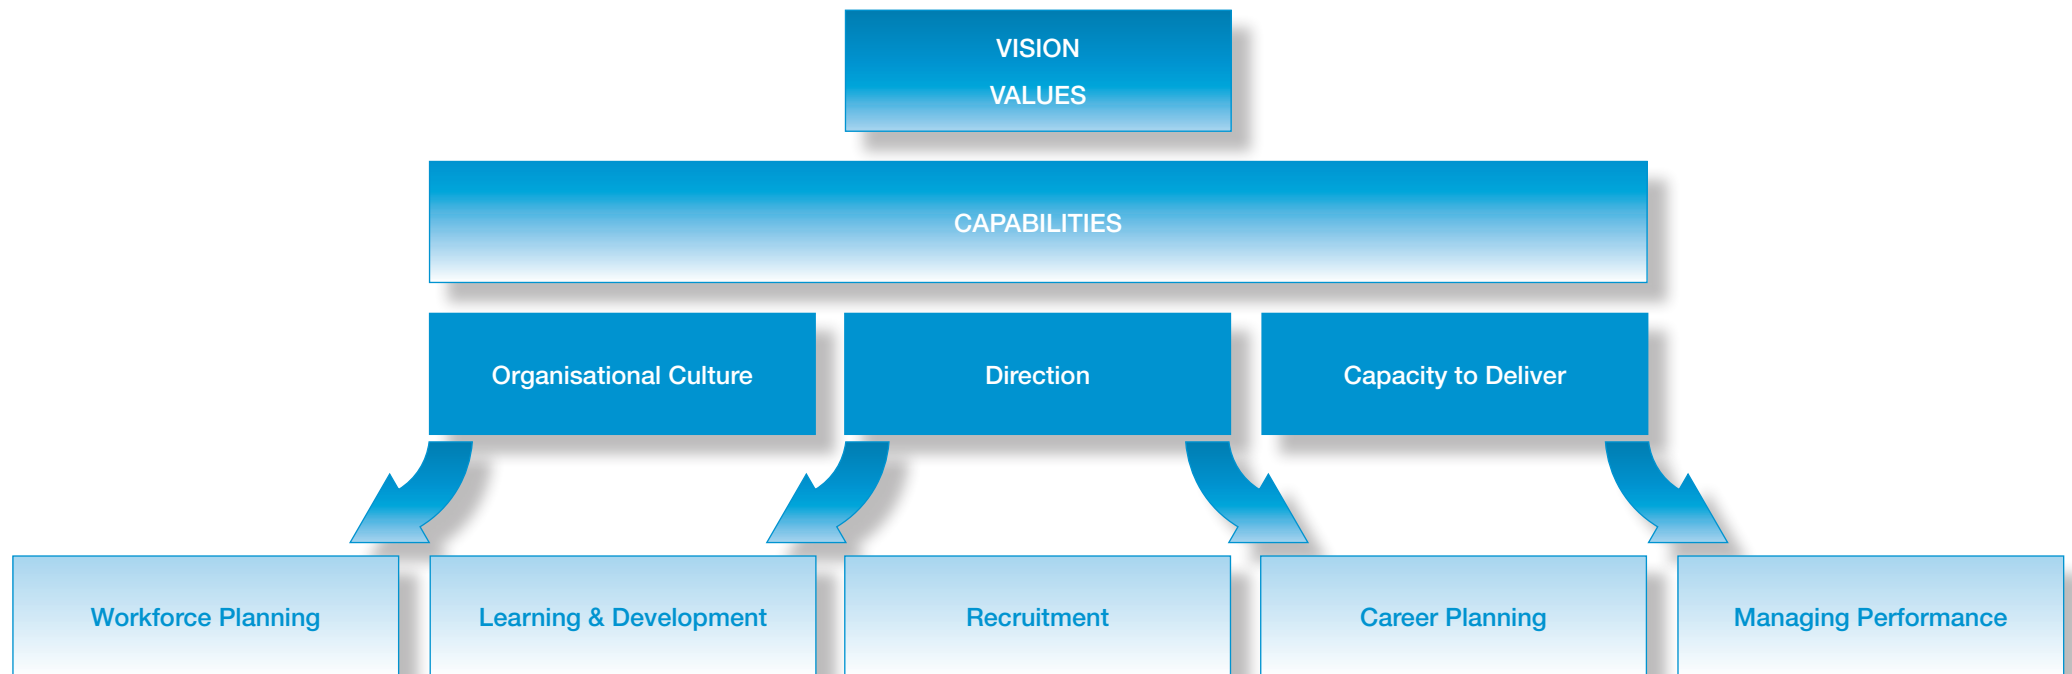 VISION
VALUES
CAPABILITIES
Organisational Culture
Direction
Capacity to Deliver
Workforce Planning
Learning & Development
Recruitment
Career Planning
Managing Performance